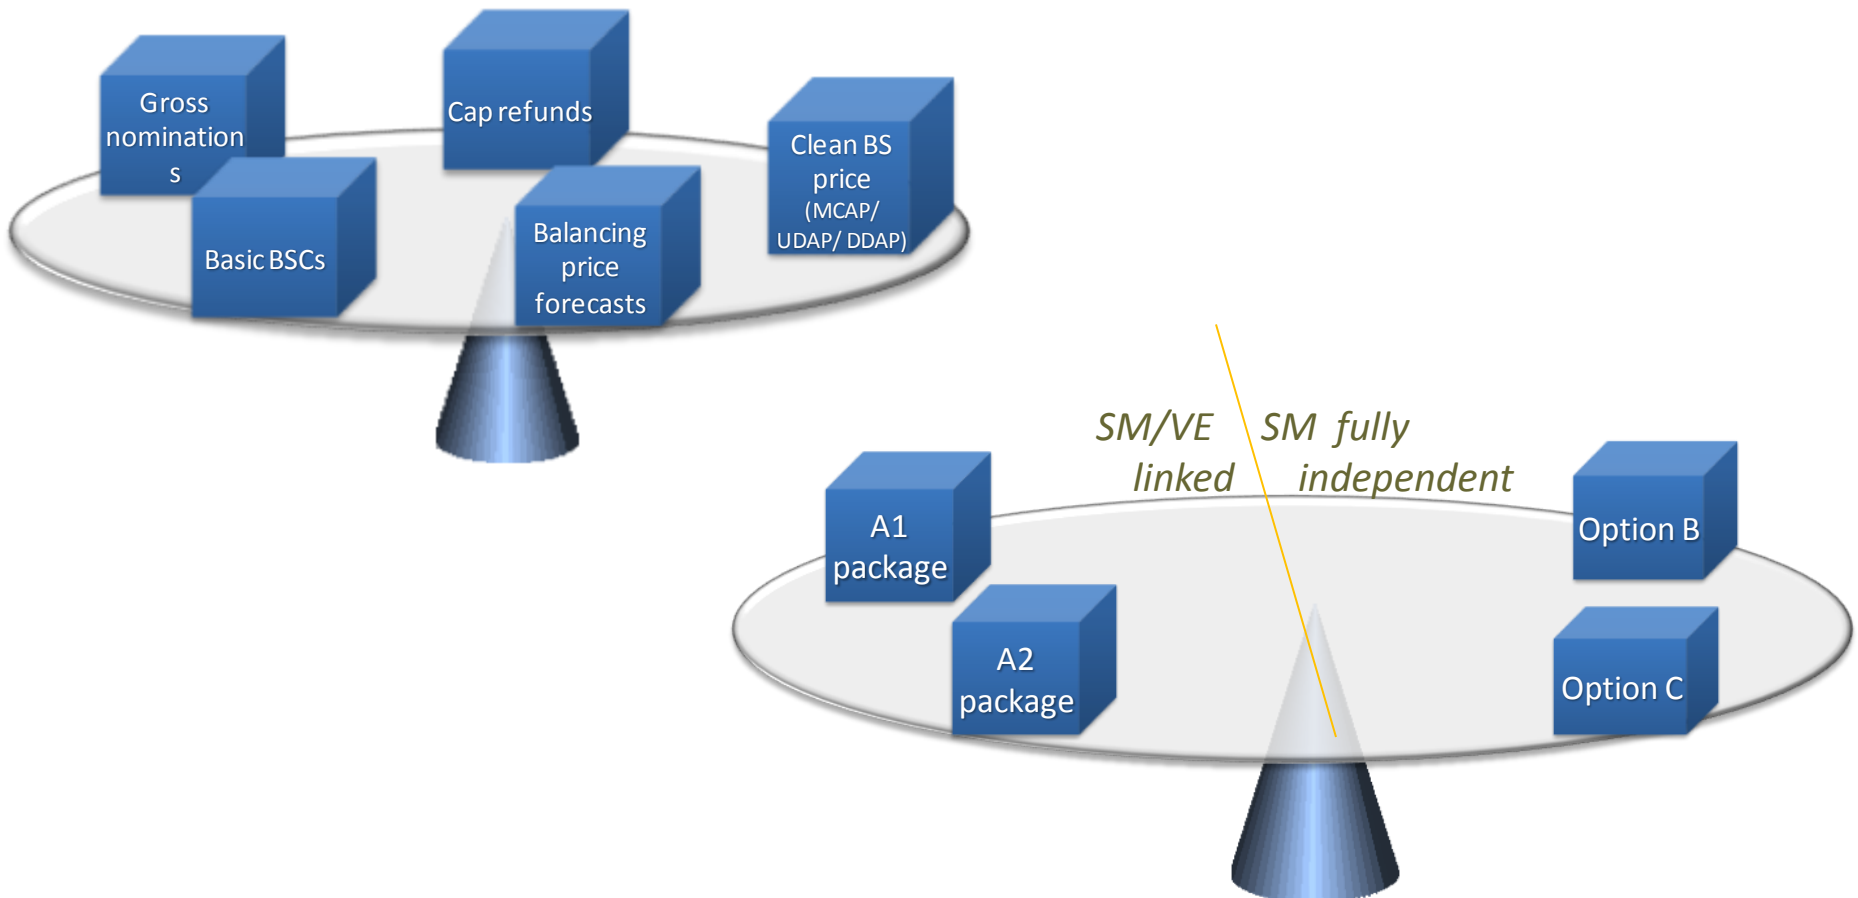 Gross
nomination
s
Cap refunds
Clean BS
price
(MCAP/
UDAP/ DDAP)
Basic BSCs
Balancing
price
forecasts
SM/VE
linked
SM fully
independent
A1
package
A2
package
Option B
Option C